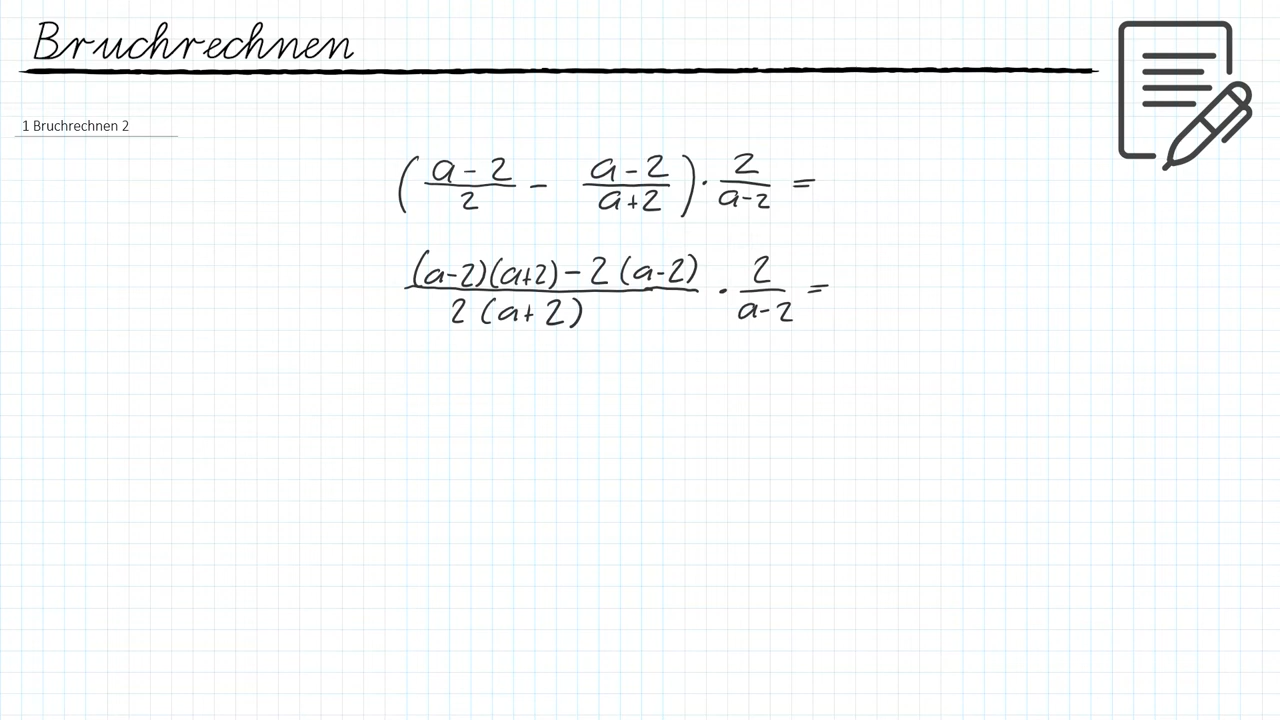 Bruchrechnen
1 Bruchrechnen 2
(a-2/2 - a-2/a+2) · 2/a-2 =
(a-2)(a+2)-2(a-2)/2(a+2) · 2/a-2 =